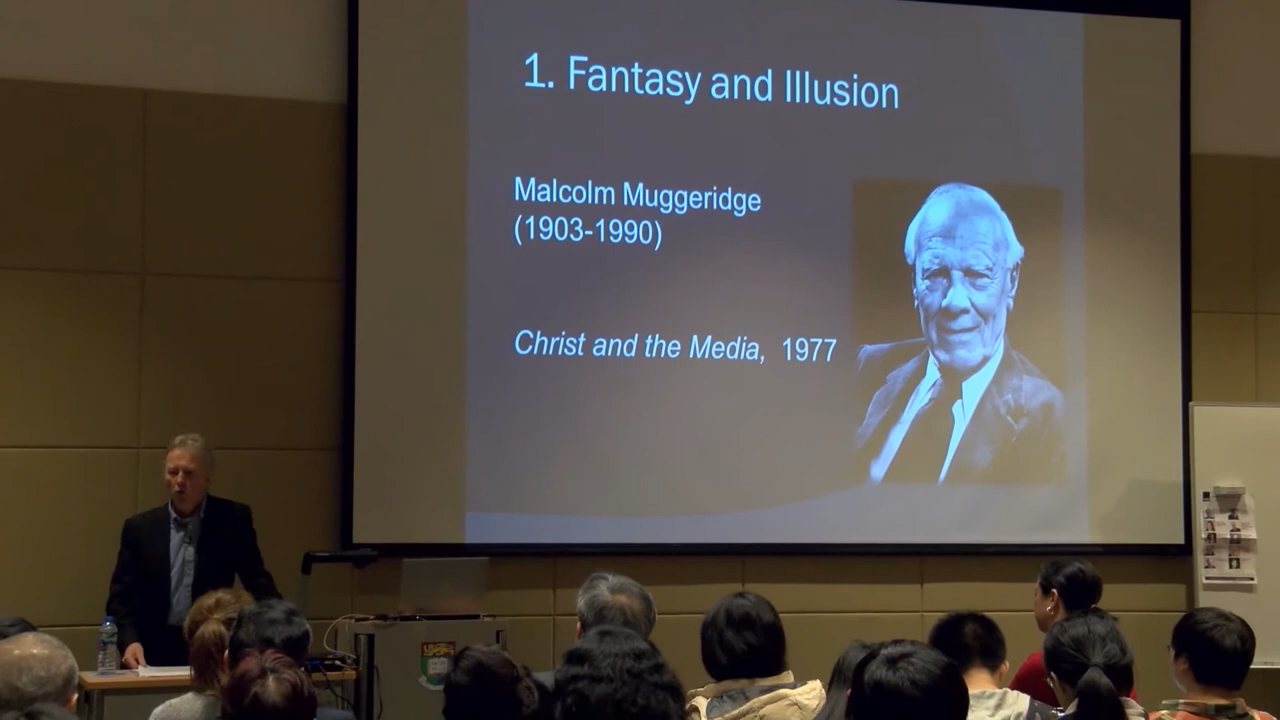 1. Fantasy and Illusion
Malcolm Muggeridge
(1903-1990)
Christ and the Media, 1977